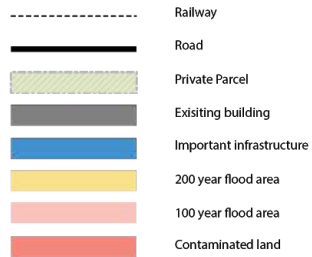 Railway
Road
Private Parcel
Exisiting building
Important infrastructure
200 year flood area
100 year flood area
Contaminated land